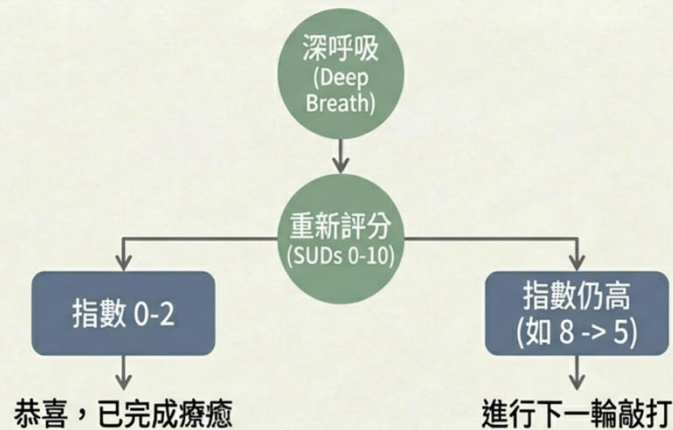 深呼吸
(Deep
Breath)
重新評分
(SUDs 0-10)
指數 0-2
指數仍高
(如 8 -> 5)
恭喜，已完成療癒
進行下一輪敲打